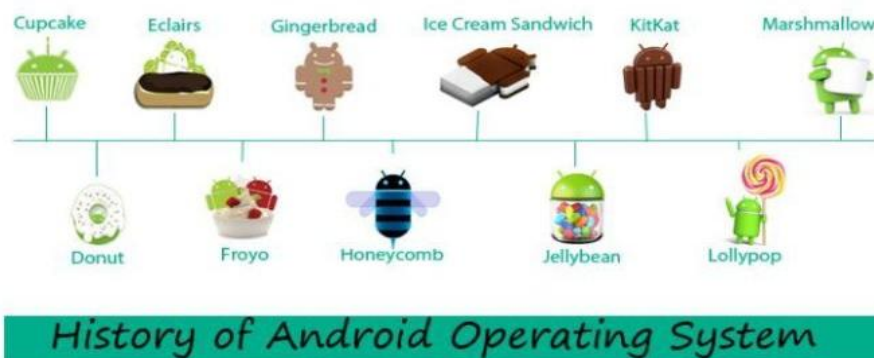 Cupcake Eclairs Gingerbread Ice Cream Sandwich KitKat Marshmallow
Donut Froyo Honeycomb Jellybean Lollypop
History of Android Operating System